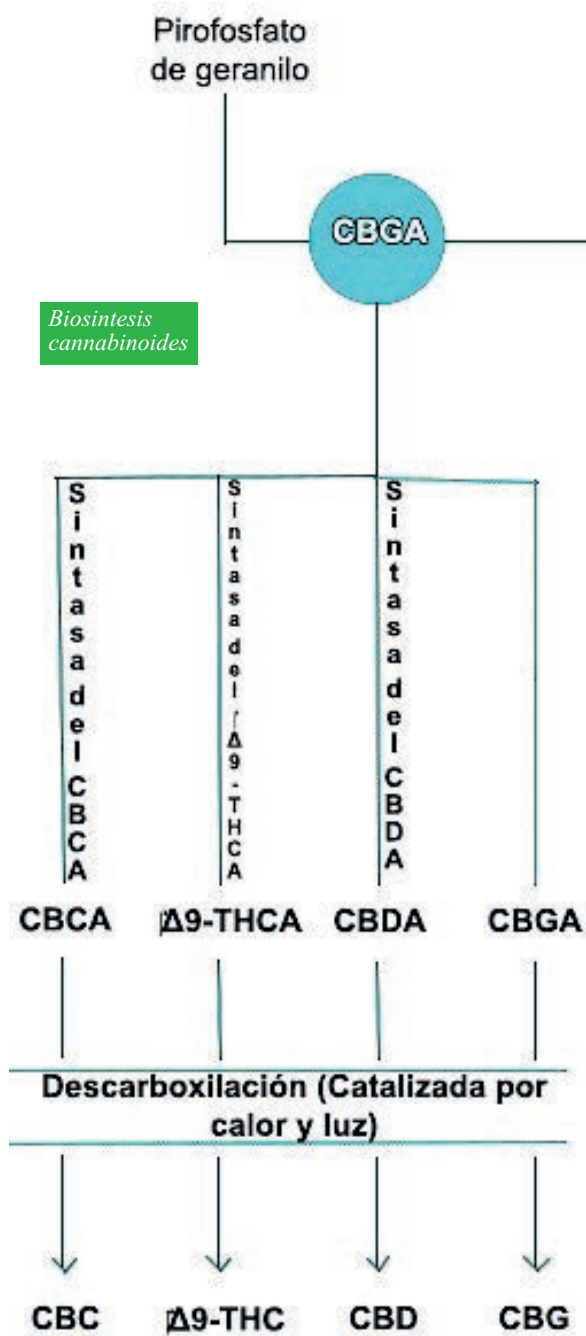 Pirofosfato
de geranilo
CBGA
Biosintesis
cannabinoides
Sintasa del CBCA
Sintasa del Δ9-THCA
Sintasa del CBDA
CBCA Δ9-THCA CBDA CBGA
Descarboxilación (Catalizada por
calor y luz)
CBC Δ9-THC CBD CBG